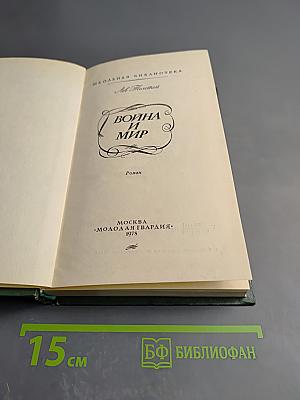 ШКОЛЬНАЯ БИБЛИОТЕКА
Лев Толстой
ВОЙНА
И
МИР
Роман
МОСКВА
«МОЛОДАЯ ГВАРДИЯ»
1978
15 см
БФ БИБЛИОФАН